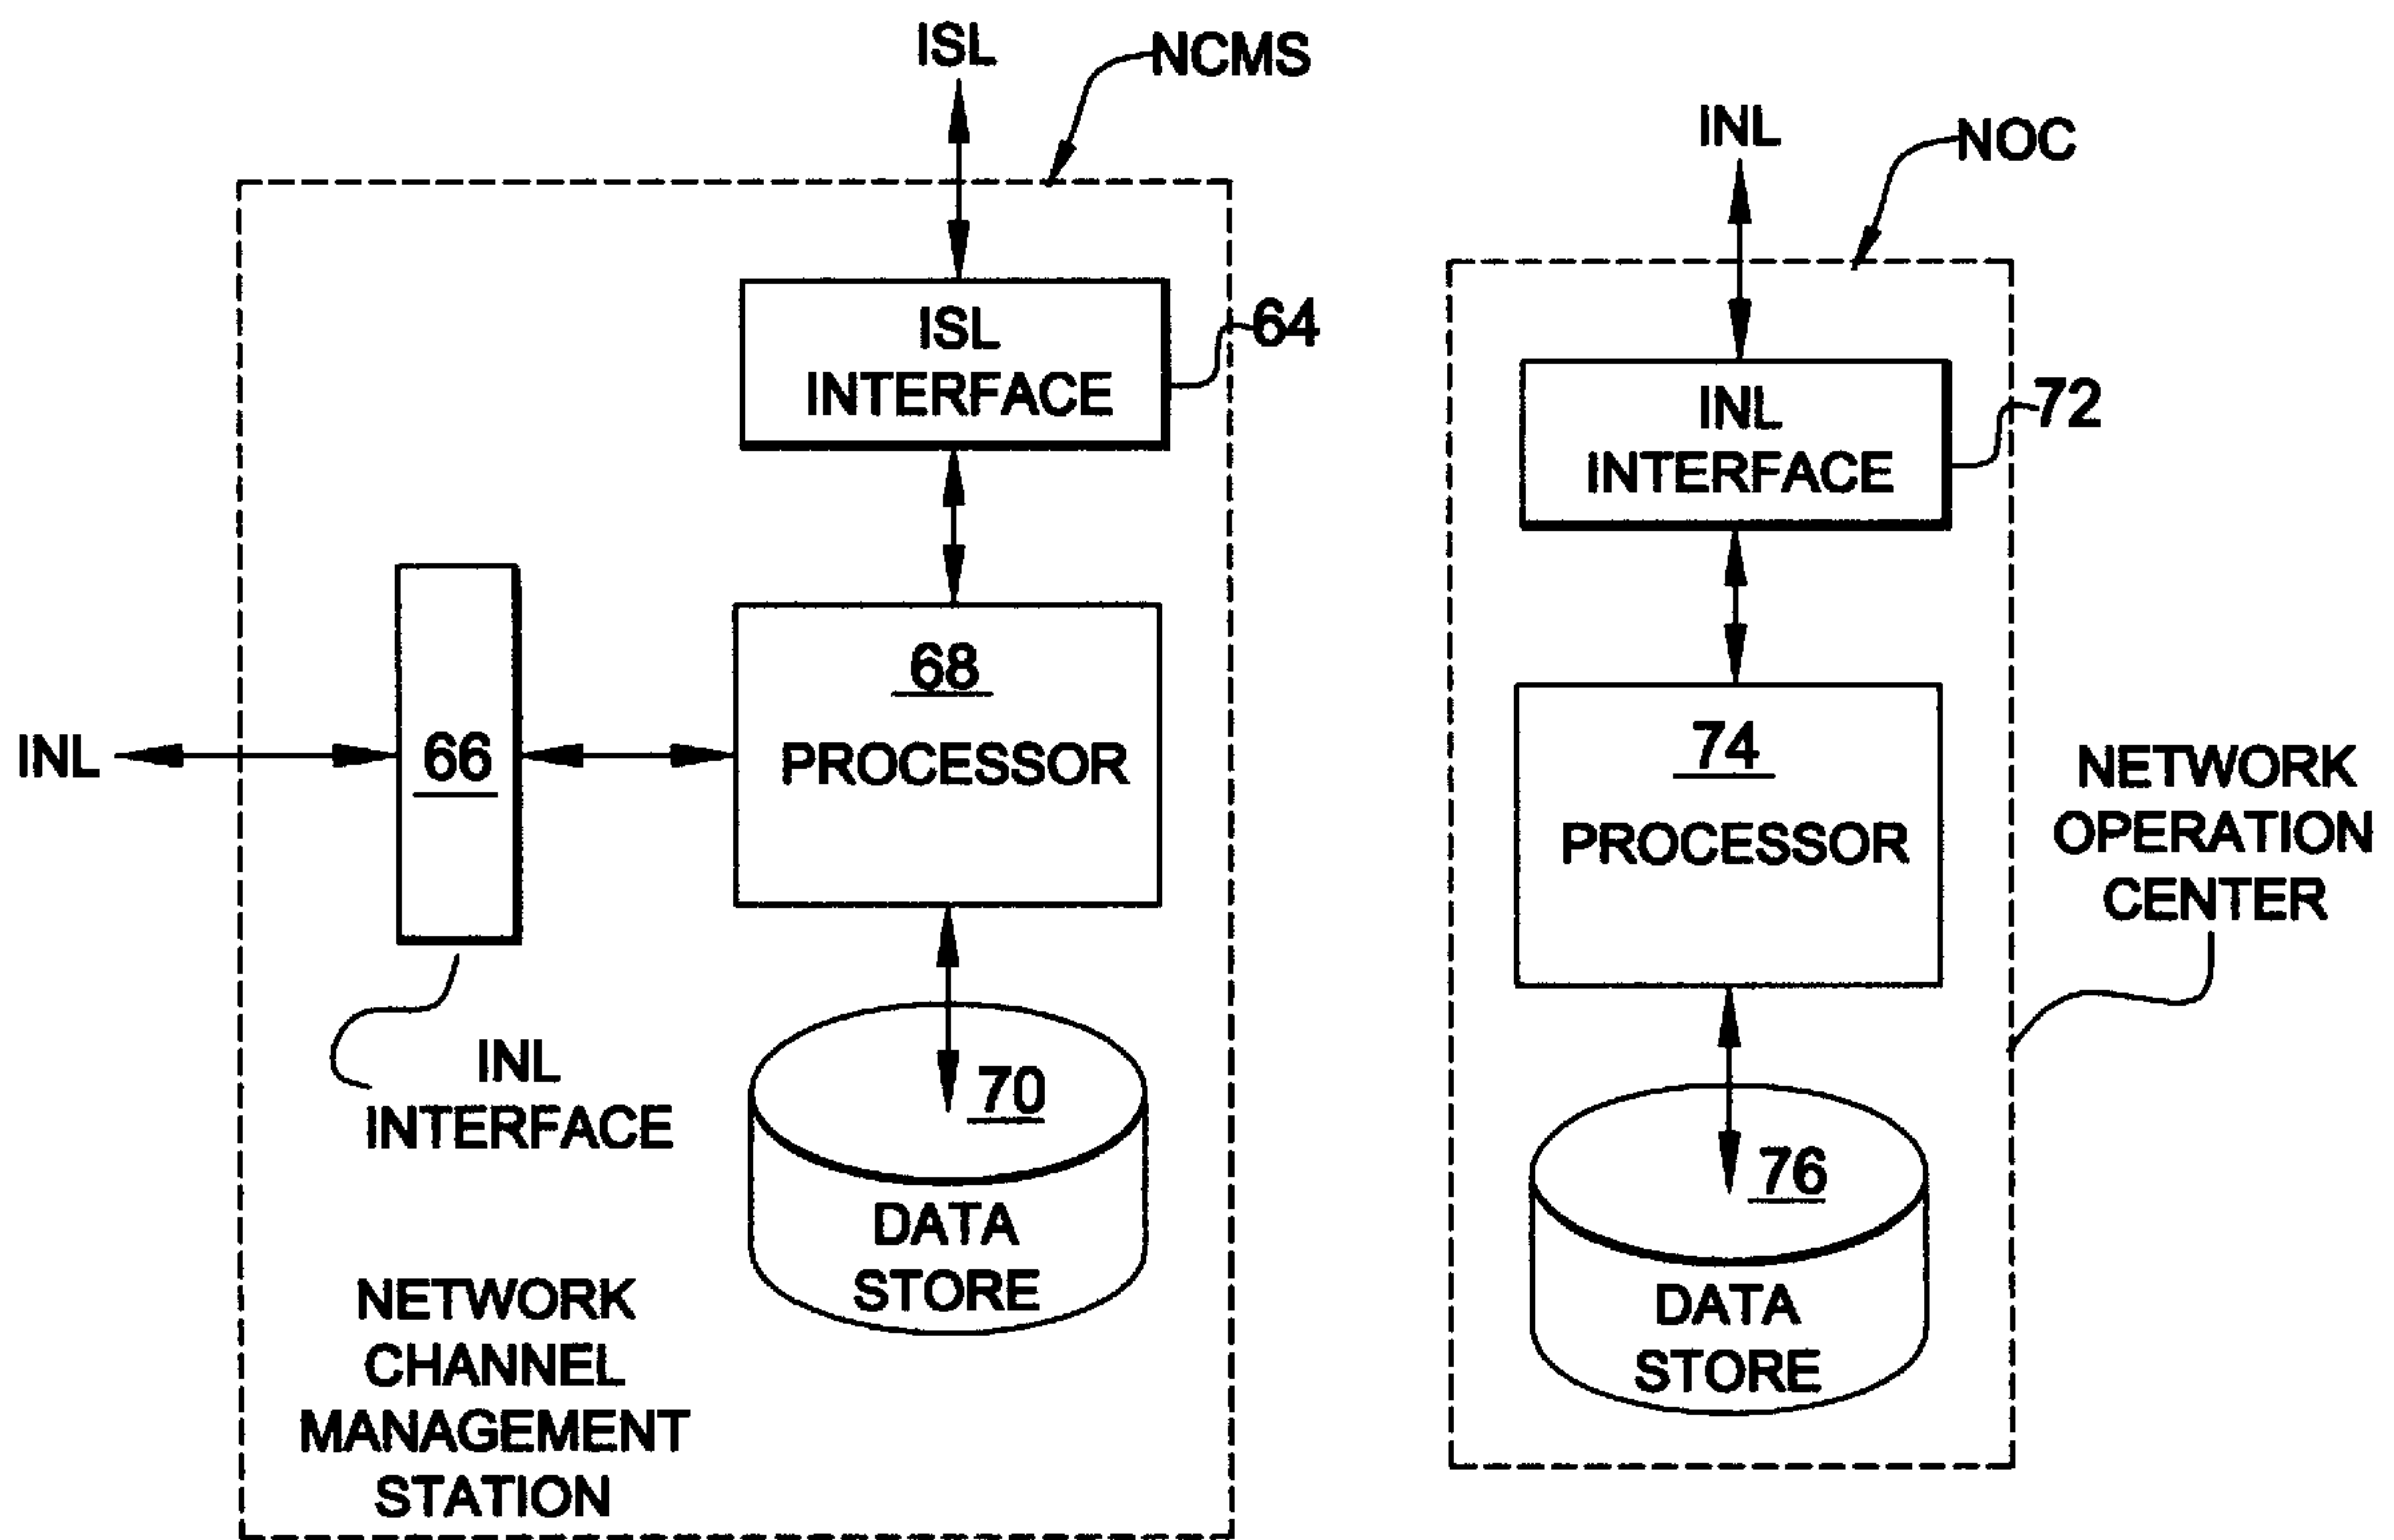 ISL
NCMS
ISL
INTERFACE
64
INL
66
68
PROCESSOR
INL
INTERFACE
70
DATA
STORE
NETWORK
CHANNEL
MANAGEMENT
STATION
INL
NOC
INL
INTERFACE
72
74
PROCESSOR
NETWORK
OPERATION
CENTER
76
DATA
STORE